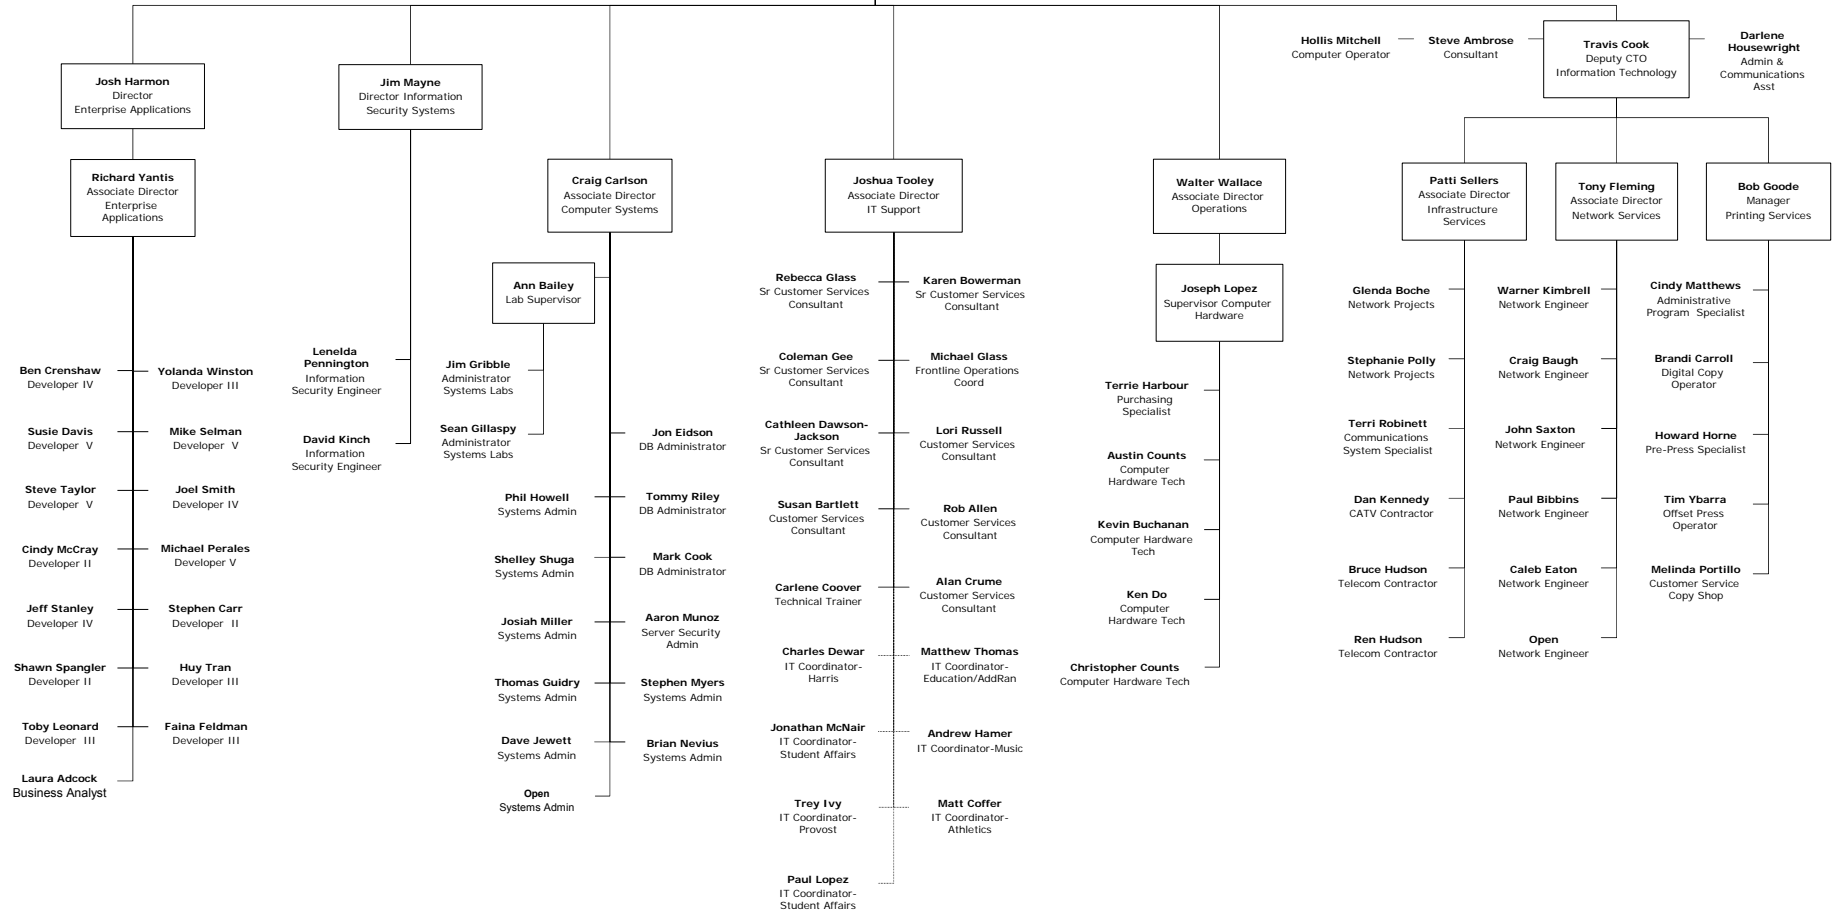 Hollis Mitchell
Computer Operator
Steve Ambrose
Consultant
Travis Cook
Deputy CTO
Information Technology
Darlene
Housewright
Admin &
Communications
Asst
Josh Harmon
Director
Enterprise Applications
Jim Mayne
Director Information
Security Systems
Richard Yantis
Associate Director
Enterprise
Applications
Craig Carlson
Associate Director
Computer Systems
Joshua Tooley
Associate Director
IT Support
Walter Wallace
Associate Director
Operations
Patti Sellers
Associate Director
Infrastructure
Services
Tony Fleming
Associate Director
Network Services
Bob Goode
Manager
Printing Services
Ben Crenshaw
Developer IV
Yolanda Winston
Developer III
Susie Davis
Developer V
Mike Selman
Developer V
Steve Taylor
Developer V
Joel Smith
Developer IV
Cindy McCray
Developer II
Michael Perales
Developer V
Jeff Stanley
Developer IV
Stephen Carr
Developer II
Shawn Spangler
Developer II
Huy Tran
Developer III
Toby Leonard
Developer III
Faina Feldman
Developer III
Laura Adcock
Business Analyst
Lenelda
Pennington
Information
Security Engineer
David Kinch
Information
Security Engineer
Ann Bailey
Lab Supervisor
Jim Gribble
Administrator
Systems Labs
Sean Gillaspy
Administrator
Systems Labs
Jon Eidson
DB Administrator
Phil Howell
Systems Admin
Tommy Riley
DB Administrator
Shelley Shuga
Systems Admin
Mark Cook
DB Administrator
Josiah Miller
Systems Admin
Aaron Munoz
Server Security
Admin
Thomas Guidry
Systems Admin
Stephen Myers
Systems Admin
Dave Jewett
Systems Admin
Brian Nevius
Systems Admin
Open
Systems Admin
Rebecca Glass
Sr Customer Services
Consultant
Karen Bowerman
Sr Customer Services
Consultant
Coleman Gee
Sr Customer Services
Consultant
Michael Glass
Frontline Operations
Coord
Cathleen Dawson-
Jackson
Sr Customer Services
Consultant
Lori Russell
Customer Services
Consultant
Susan Bartlett
Customer Services
Consultant
Rob Allen
Customer Services
Consultant
Carlene Coover
Technical Trainer
Alan Crume
Customer Services
Consultant
Charles Dewar
IT Coordinator-
Harris
Matthew Thomas
IT Coordinator-
Education/AddRan
Jonathan McNair
IT Coordinator-
Student Affairs
Andrew Hamer
IT Coordinator-Music
Trey Ivy
IT Coordinator-
Provost
Matt Coffer
IT Coordinator-
Athletics
Paul Lopez
IT Coordinator-
Student Affairs
Joseph Lopez
Supervisor Computer
Hardware
Terrie Harbour
Purchasing
Specialist
Austin Counts
Computer
Hardware Tech
Kevin Buchanan
Computer Hardware
Tech
Ken Do
Computer
Hardware Tech
Christopher Counts
Computer Hardware Tech
Glenda Boche
Network Projects
Stephanie Polly
Network Projects
Terri Robinett
Communications
System Specialist
Dan Kennedy
CATV Contractor
Bruce Hudson
Telecom Contractor
Ren Hudson
Telecom Contractor
Warner Kimbrell
Network Engineer
Craig Baugh
Network Engineer
John Saxton
Network Engineer
Paul Bibbins
Network Engineer
Caleb Eaton
Network Engineer
Open
Network Engineer
Cindy Matthews
Administrative
Program Specialist
Brandi Carroll
Digital Copy
Operator
Howard Horne
Pre-Press Specialist
Tim Ybarra
Offset Press
Operator
Melinda Portillo
Customer Service
Copy Shop